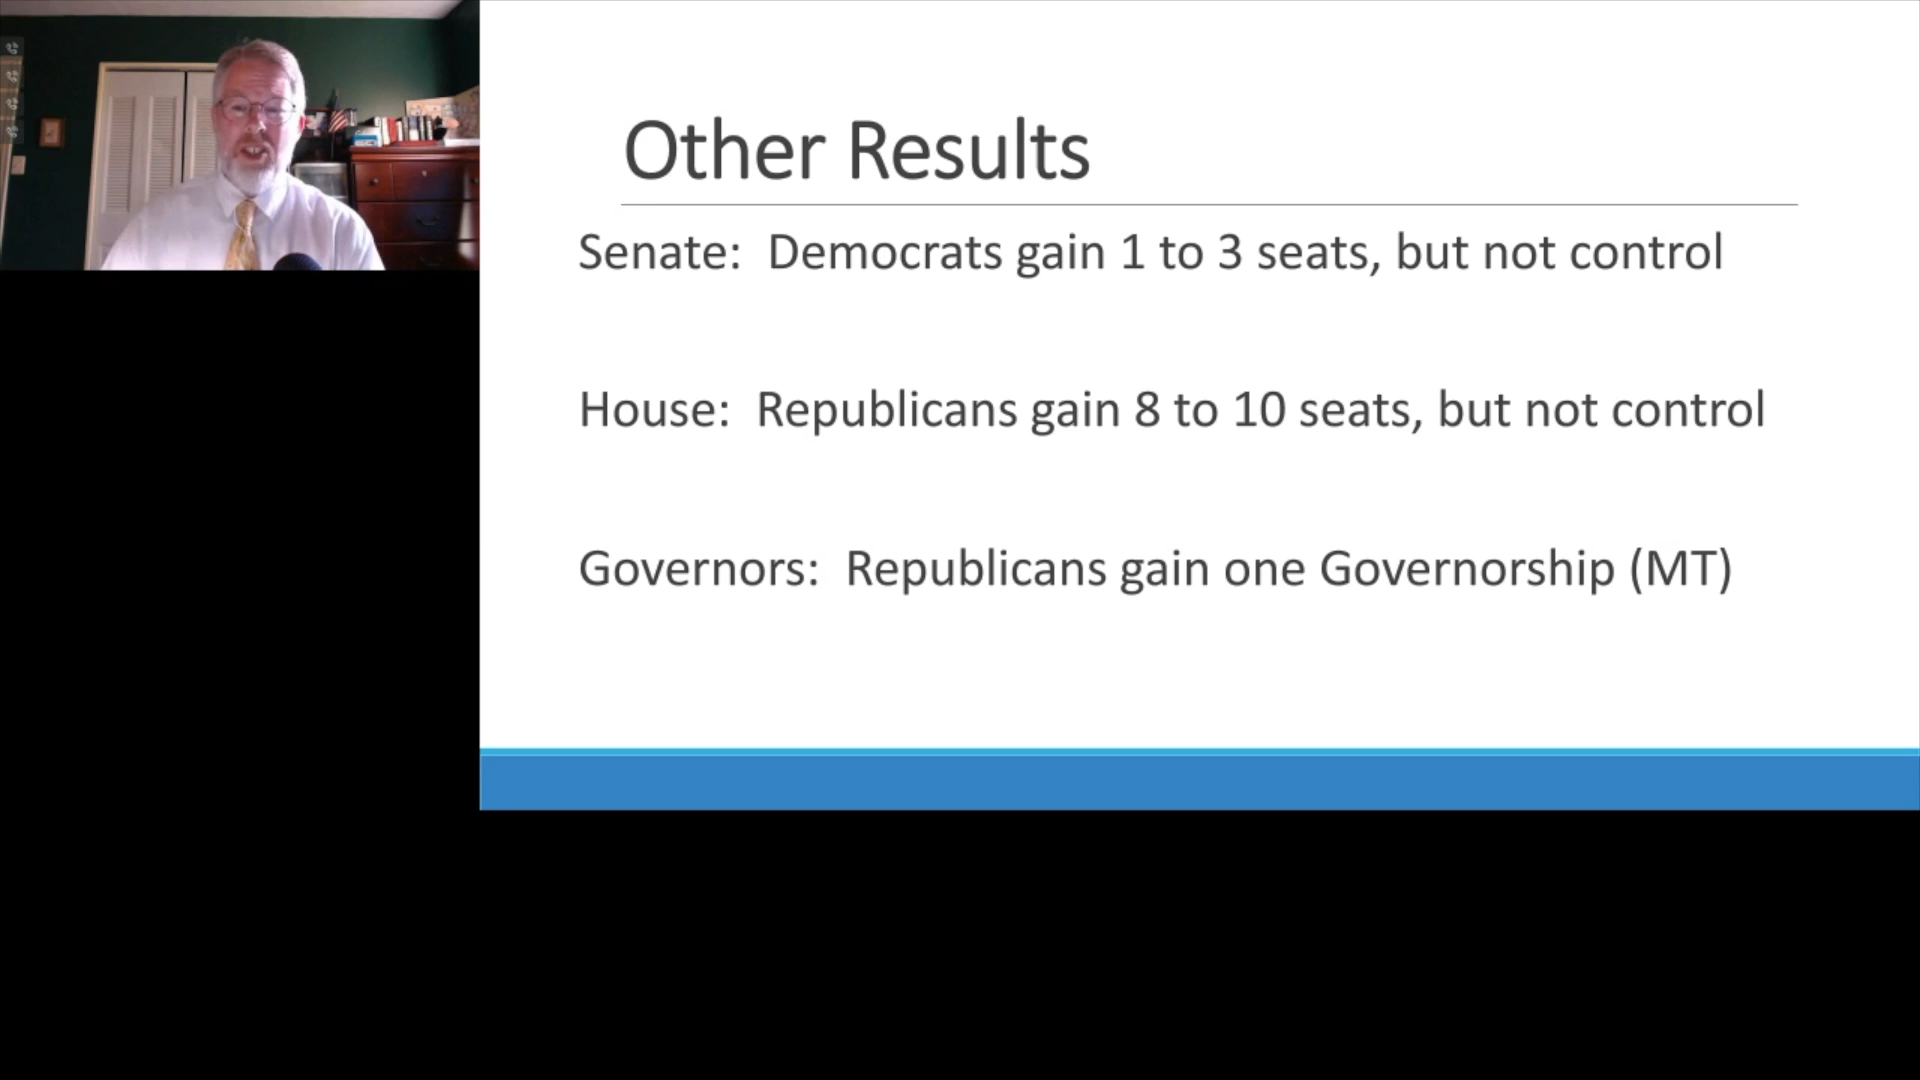 Other Results
Senate: Democrats gain 1 to 3 seats, but not control
House: Republicans gain 8 to 10 seats, but not control
Governors: Republicans gain one Governorship (MT)